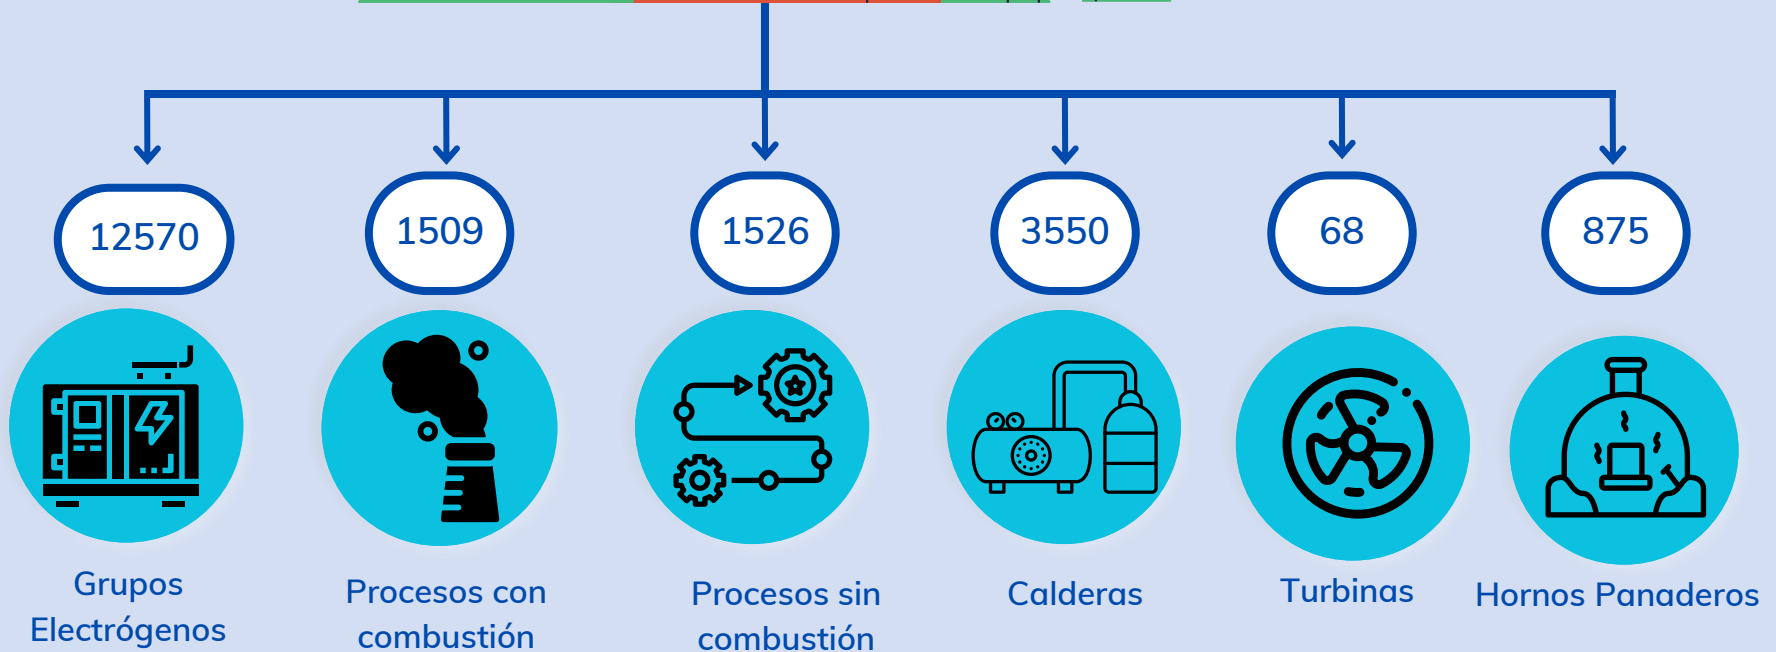 12570
1509
1526
3550
68
875
Grupos
Electrógenos
Procesos con
combustión
Procesos sin
combustión
Calderas
Turbinas
Hornos Panaderos